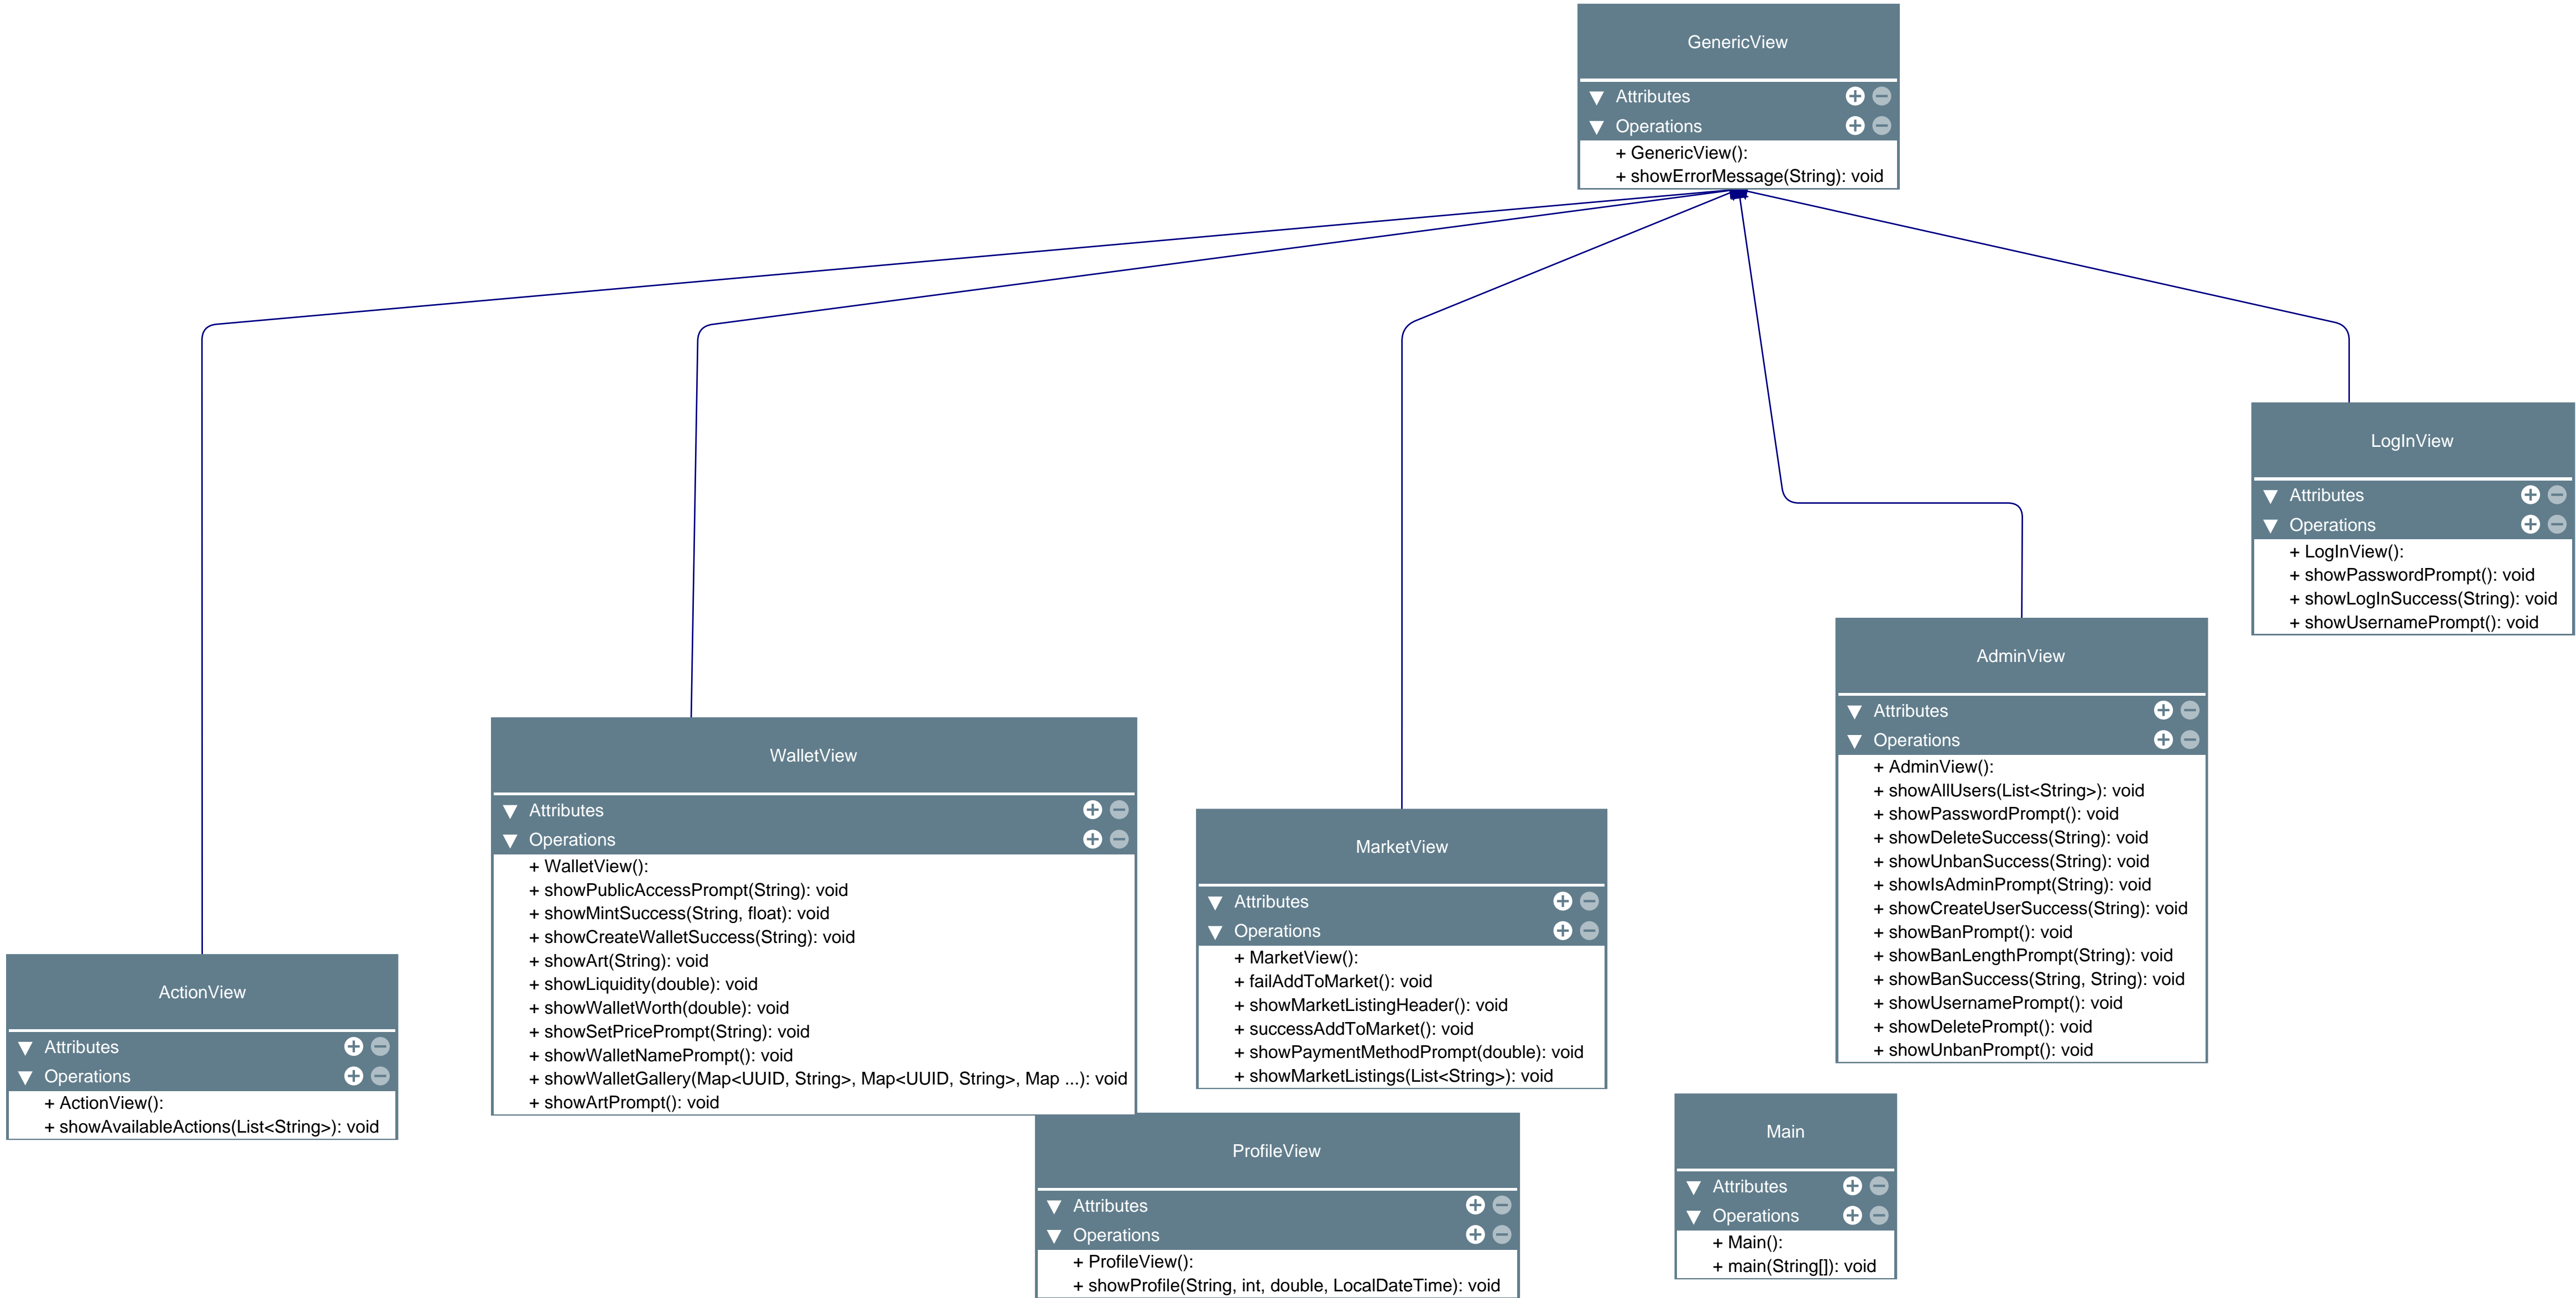 GenericView
Attributes
Operations
+ GenericView():
+ showErrorMessage(String): void
LogInView
Attributes
Operations
+ LogInView():
+ showPasswordPrompt(): void
+ showLogInSuccess(String): void
+ showUsernamePrompt(): void
AdminView
Attributes
Operations
+ AdminView():
+ showAllUsers(List<String>): void
+ showPasswordPrompt(): void
+ showDeleteSuccess(String): void
+ showUnbanSuccess(String): void
+ showIsAdminPrompt(String): void
+ showCreateUserSuccess(String): void
+ showBanPrompt(): void
+ showBanLengthPrompt(String): void
+ showBanSuccess(String, String): void
+ showUsernamePrompt(): void
+ showDeletePrompt(): void
+ showUnbanPrompt(): void
WalletView
Attributes
Operations
+ WalletView():
+ showPublicAccessPrompt(String): void
+ showMintSuccess(String, float): void
+ showCreateWalletSuccess(String): void
+ showArt(String): void
+ showLiquidity(double): void
+ showWalletWorth(double): void
+ showSetPricePrompt(String): void
+ showWalletNamePrompt(): void
+ showWalletGallery(Map<UUID, String>, Map<UUID, String>, Map ...): void
+ showArtPrompt(): void
MarketView
Attributes
Operations
+ MarketView():
+ failAddToMarket(): void
+ showMarketListingHeader(): void
+ successAddToMarket(): void
+ showPaymentMethodPrompt(double): void
+ showMarketListings(List<String>): void
ActionView
Attributes
Operations
+ ActionView():
+ showAvailableActions(List<String>): void
ProfileView
Attributes
Operations
+ ProfileView():
+ showProfile(String, int, double, LocalDateTime): void
Main
Attributes
Operations
+ Main():
+ main(String[]): void